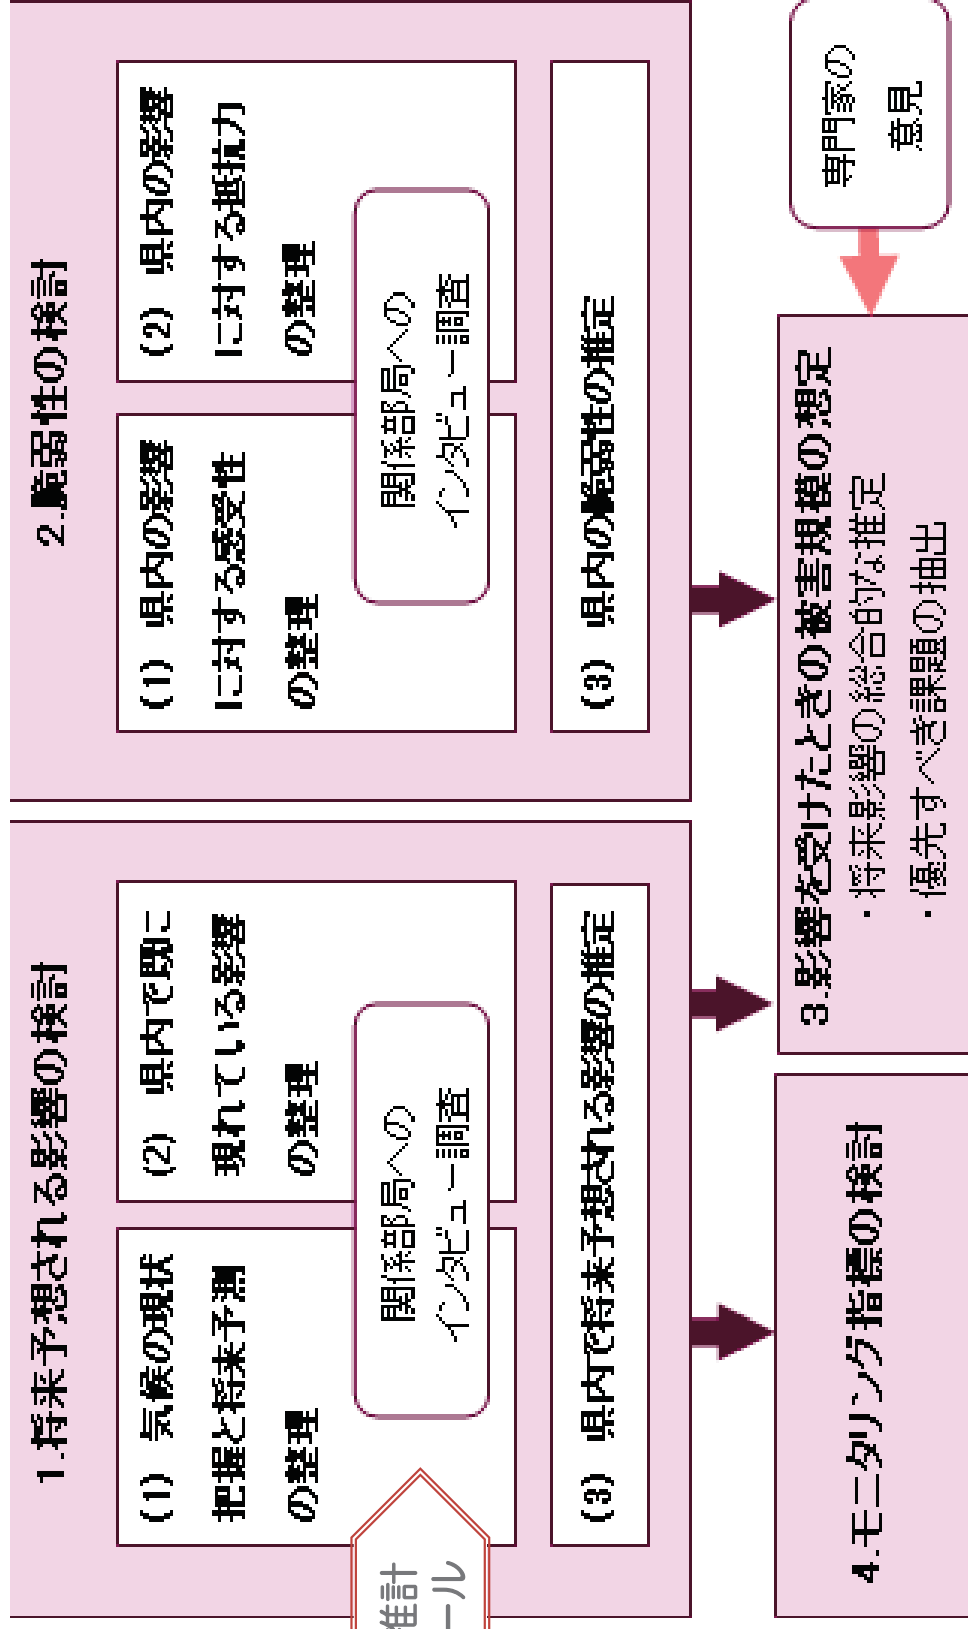 1.将来予想される影響の検討
(1) 気候の現状
把握と将来予測
の整理
(2) 県内で既に
現れている影響
の整理
関係部局への
インタビュー調査
推計
ール
(3) 県内で将来予想される影響の推定
2.脆弱性の検討
(1) 県内の影響
に対する感受性
の整理
(2) 県内の影響
に対する抵抗力
の整理
関係部局への
インタビュー調査
(3) 県内の脆弱性の推定
4.モニタリング指標の検討
3.影響を受けたときの被害規模の想定
・将来影響の総合的な推定
・優先すべき課題の抽出
専門家の
意見